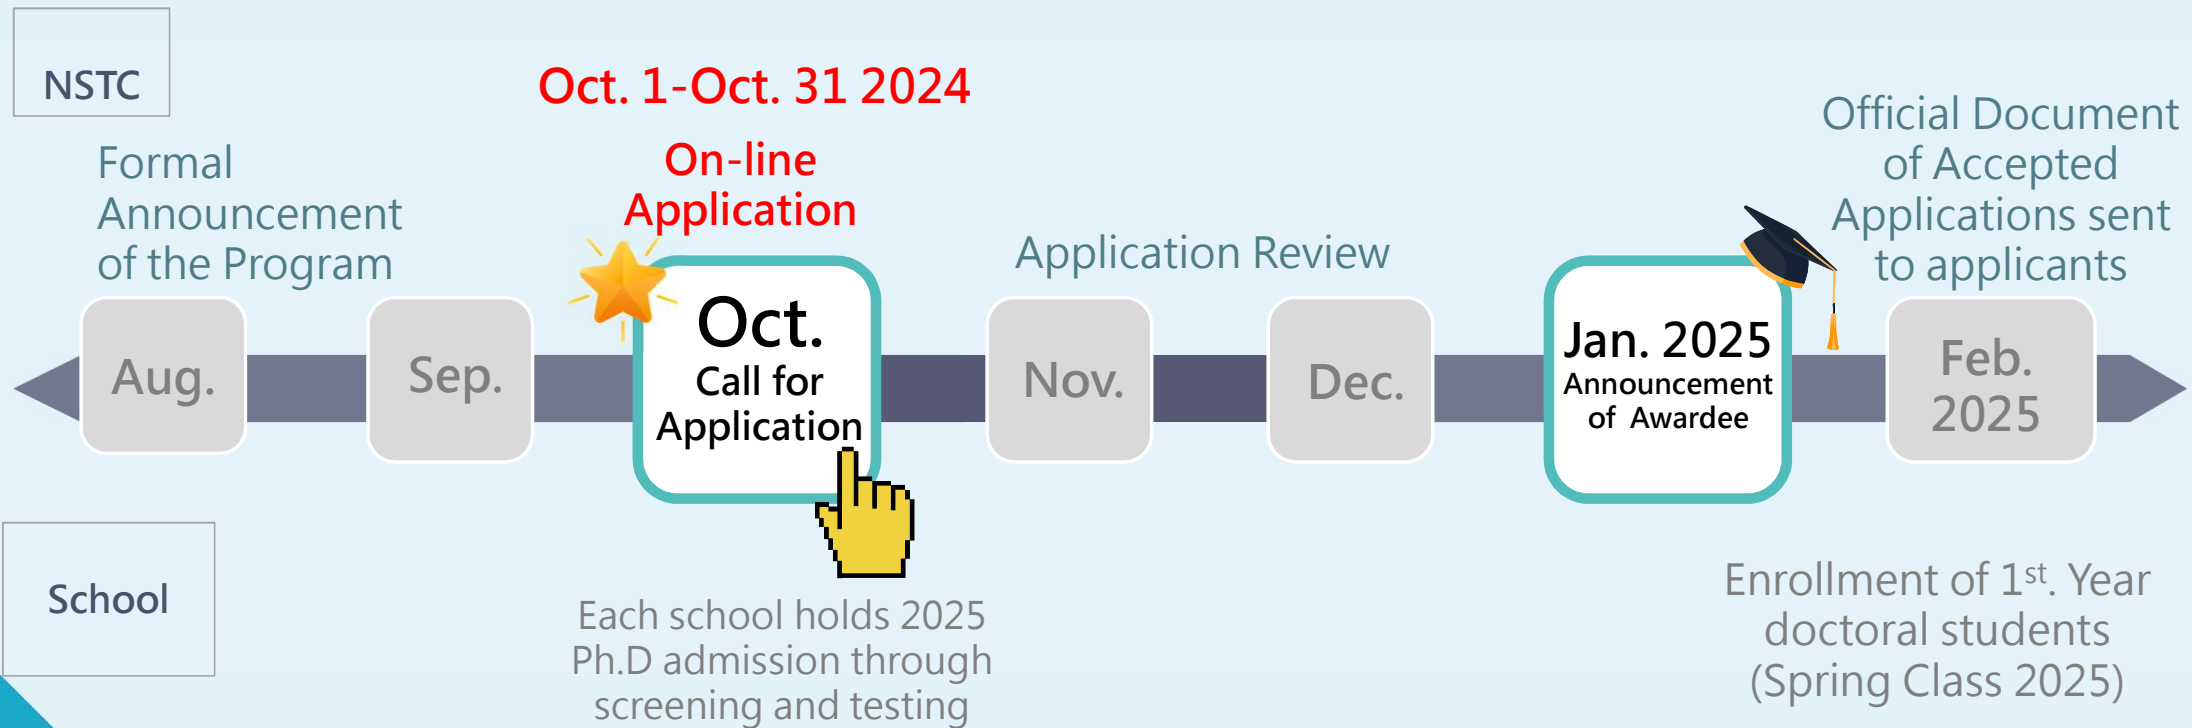 NSTC
Oct. 1-Oct. 31 2024
On-line
Application
Formal
Announcement
of the Program
Application Review
Official Document
of Accepted
Applications sent
to applicants
Aug.
Sep.
Oct.
Call for
Application
Nov.
Dec.
Jan. 2025
Announcement
of Awardee
Feb.
2025
School
Each school holds 2025
Ph.D admission through
screening and testing
Enrollment of 1st. Year
doctoral students
(Spring Class 2025)